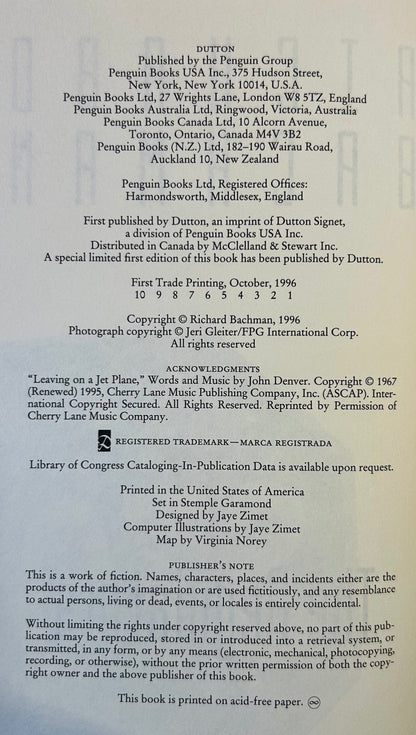 DUTTON
Published by the Penguin Group
Penguin Books USA Inc., 375 Hudson Street,
New York, New York 10014, U.S.A.
Penguin Books Ltd, 27 Wrights Lane, London W8 5TZ, England
Penguin Books Australia Ltd, Ringwood, Victoria, Australia
Penguin Books Canada Ltd, 10 Alcorn Avenue,
Toronto, Ontario, Canada M4V 3B2
Penguin Books (N.Z.) Ltd, 182–190 Wairau Road,
Auckland 10, New Zealand
Penguin Books Ltd, Registered Offices:
Harmondsworth, Middlesex, England
First published by Dutton, an imprint of Dutton Signet,
a division of Penguin Books USA Inc.
Distributed in Canada by McClelland & Stewart Inc.
A special limited first edition of this book has been published by Dutton.
First Trade Printing, October, 1996
10 9 8 7 6 5 4 3 2 1
Copyright © Richard Bachman, 1996
Photograph copyright © Jeri Gleiter/FPG International Corp.
All rights reserved
ACKNOWLEDGMENTS
“Leaving on a Jet Plane,” Words and Music by John Denver. Copyright © 1967
(Renewed) 1995, Cherry Lane Music Publishing Company, Inc. (ASCAP). Inter-
national Copyright Secured. All Rights Reserved. Reprinted by Permission of
Cherry Lane Music Company.
REGISTERED TRADEMARK—MARCA REGISTRADA
Library of Congress Cataloging-In-Publication Data is available upon request.
Printed in the United States of America
Set in Stemple Garamond
Designed by Jaye Zimet
Computer Illustrations by Jaye Zimet
Map by Virginia Norey
PUBLISHER’S NOTE
This is a work of fiction. Names, characters, places, and incidents either are the
products of the author’s imagination or are used fictitiously, and any resemblance
to actual persons, living or dead, events, or locales is entirely coincidental.
Without limiting the rights under copyright reserved above, no part of this pub-
lication may be reproduced, stored in or introduced into a retrieval system, or
transmitted, in any form, or by any means (electronic, mechanical, photocopying,
recording, or otherwise), without the prior written permission of both the copy-
right owner and the above publisher of this book.
This book is printed on acid-free paper. ♾